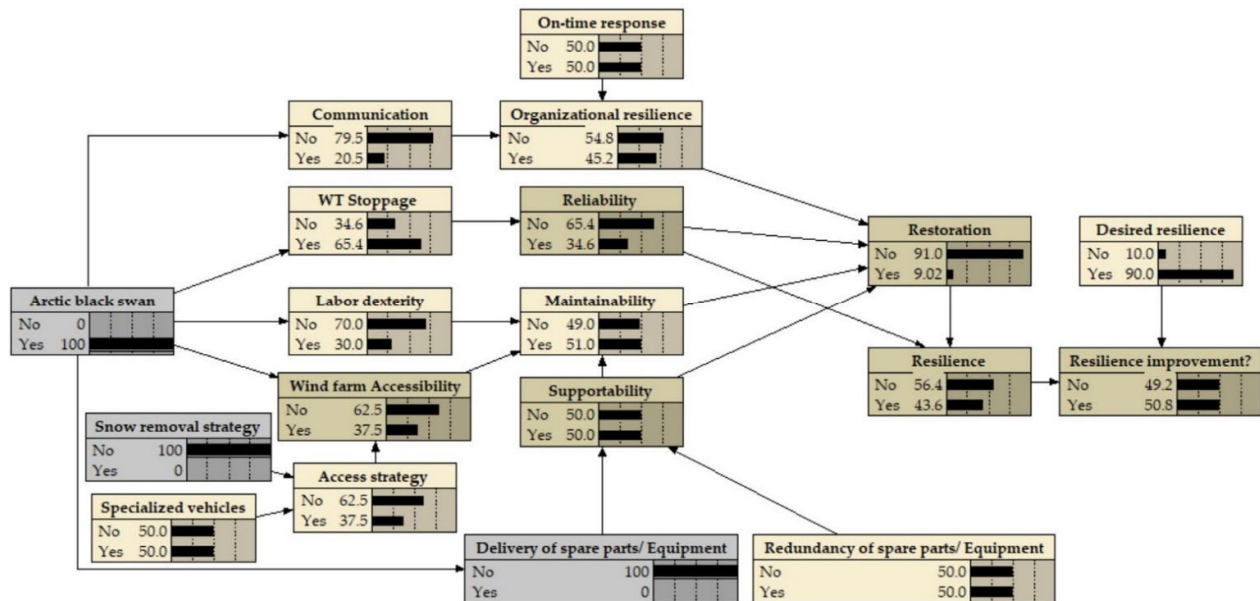 On-time response
No 50.0
Yes 50.0
Communication
No 79.5
Yes 20.5
Organizational resilience
No 54.8
Yes 45.2
WT Stoppage
No 34.6
Yes 65.4
Reliability
No 65.4
Yes 34.6
Restoration
No 91.0
Yes 9.02
Desired resilience
No 10.0
Yes 90.0
Arctic black swan
No 0
Yes 100
Labor dexterity
No 70.0
Yes 30.0
Maintainability
No 49.0
Yes 51.0
Resilience
No 56.4
Yes 43.6
Resilience improvement?
No 49.2
Yes 50.8
Wind farm Accessibility
No 62.5
Yes 37.5
Supportability
No 50.0
Yes 50.0
Snow removal strategy
No 100
Yes 0
Access strategy
No 62.5
Yes 37.5
Specialized vehicles
No 50.0
Yes 50.0
Delivery of spare parts/ Equipment
No 100
Yes 0
Redundancy of spare parts/ Equipment
No 50.0
Yes 50.0